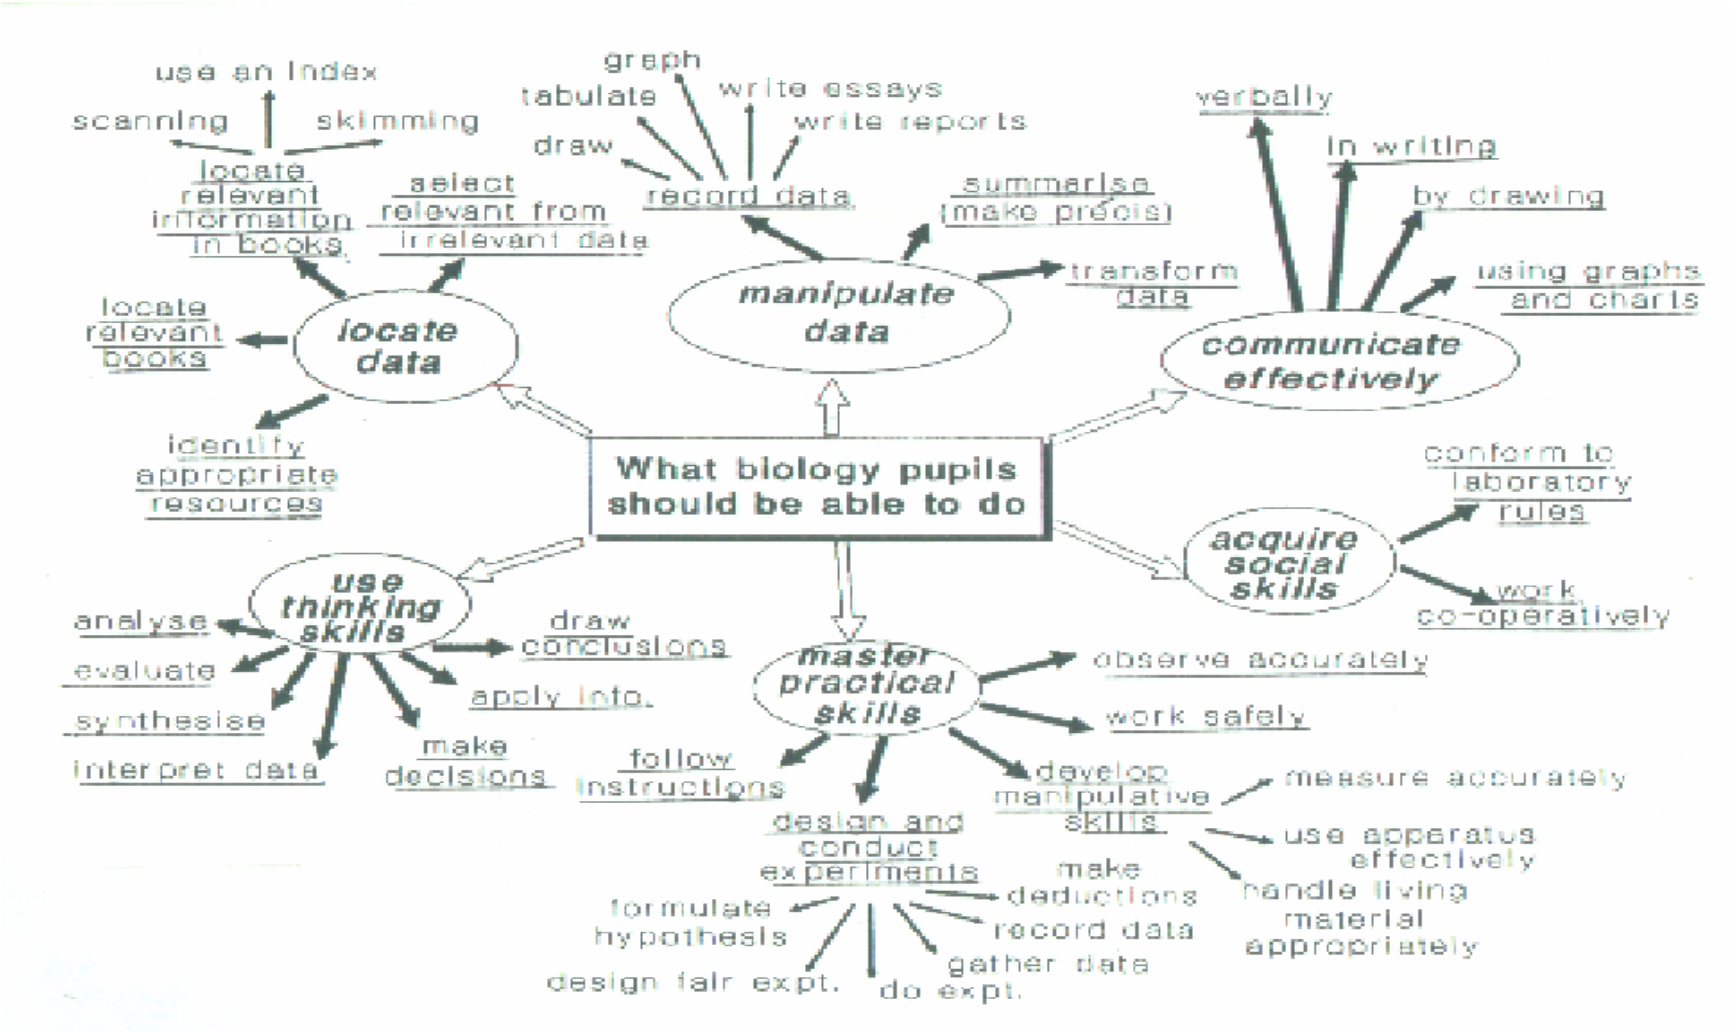 use an index
scanning
skimming
locate
relevant
information
in books
select
relevant from
irrelevant data
locate
relevant
books
locate
data
identify
appropriate
resources
graph
tabulate
write essays
write reports
draw
record data
summarise
(make précis)
transform
data
manipulate
data
verbally
in writing
by drawing
using graphs
and charts
communicate
effectively
What biology pupils
should be able to do
conform to
laboratory
rules
acquire
social
skills
work
co-operatively
use
thinking
skills
analyse
evaluate
synthesise
interpret data
make
decisions
apply info.
draw
conclusions
master
practical
skills
observe accurately
work safely
follow
instructions
develop
manipulative
skills
measure accurately
use apparatus
effectively
handle living
material
appropriately
design and
conduct
experiments
make
deductions
record data
gather data
do expt.
design fair expt.
formulate
hypothesis